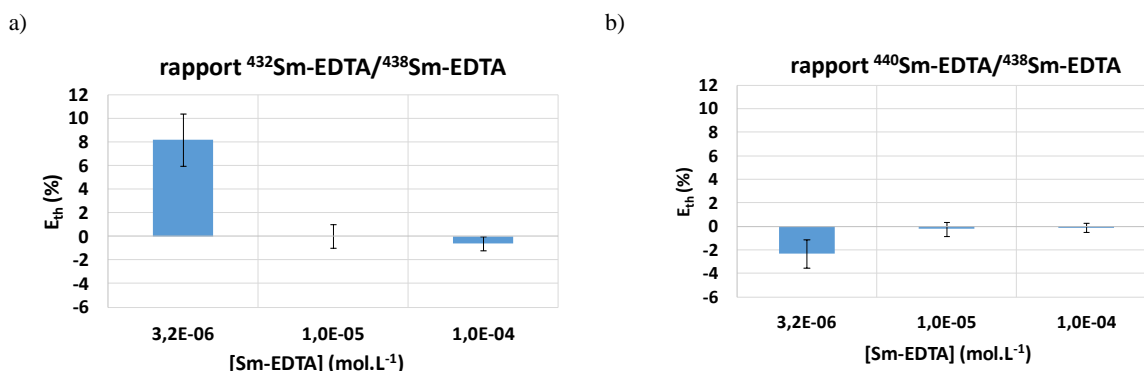 a)
rapport ⁴³²Sm-EDTA/⁴³⁸Sm-EDTA
E_th (%)
12
10
8
6
4
2
0
-2
-4
-6
3,2E-06 1,0E-05 1,0E-04
[Sm-EDTA] (mol.L⁻¹)
b)
rapport ⁴⁴⁰Sm-EDTA/⁴³⁸Sm-EDTA
E_th (%)
12
10
8
6
4
2
0
-2
-4
-6
3,2E-06 1,0E-05 1,0E-04
[Sm-EDTA] (mol.L⁻¹)